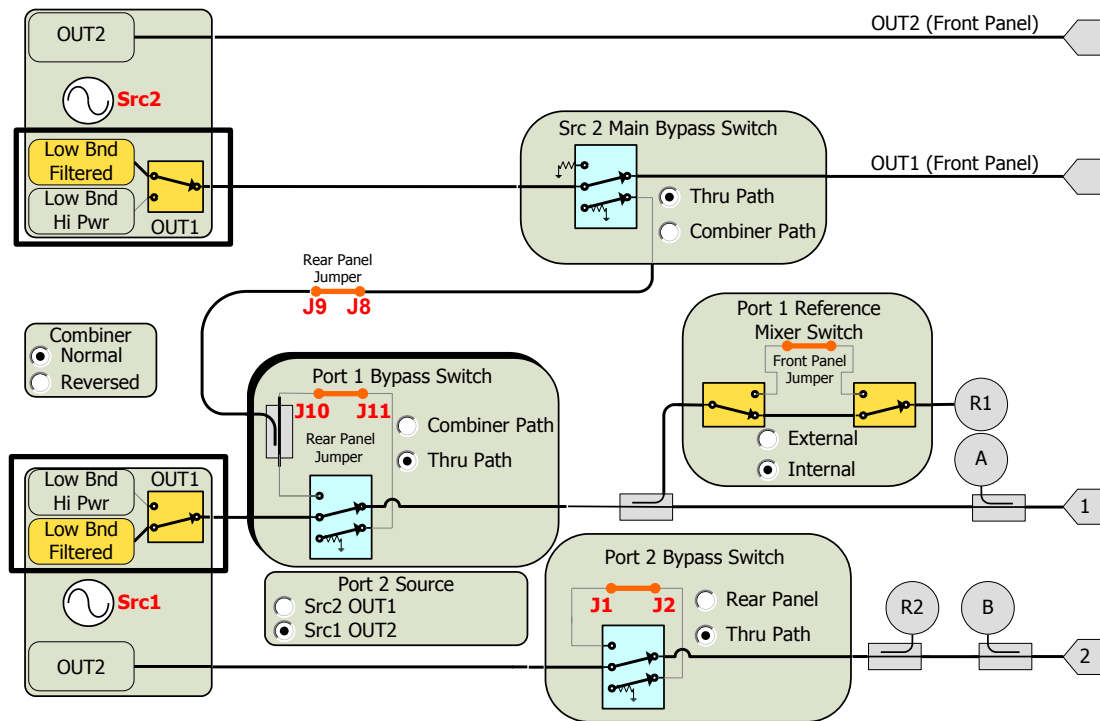 OUT2
OUT2 (Front Panel)
Src2
Low Bnd
Filtered
Low Bnd
Hi Pwr
OUT1
Src 2 Main Bypass Switch
Thru Path
Combiner Path
OUT1 (Front Panel)
Rear Panel
Jumper
J9
J8
Combiner
Normal
Reversed
Port 1 Bypass Switch
J10
J11
Rear Panel
Jumper
Combiner Path
Thru Path
Port 1 Reference
Mixer Switch
Front Panel
Jumper
External
Internal
R1
A
1
Low Bnd
Hi Pwr
OUT1
Low Bnd
Filtered
Src1
OUT2
Port 2 Source
Src2 OUT1
Src1 OUT2
Port 2 Bypass Switch
J1
J2
Rear Panel
Thru Path
R2
B
2